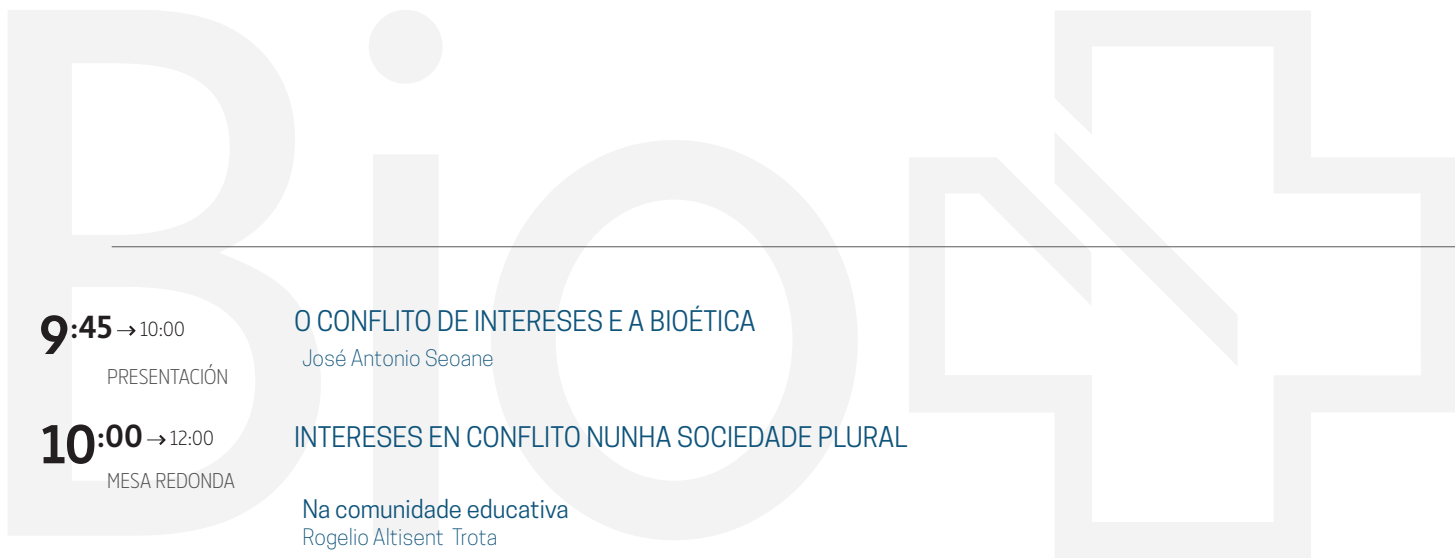 Bio
9:45 → 10:00
PRESENTACIÓN
O CONFLITO DE INTERESES E A BIOÉTICA
José Antonio Seoane
10:00 → 12:00
MESA REDONDA
INTERESES EN CONFLITO NUNHA SOCIEDADE PLURAL
Na comunidade educativa
Rogelio Altisent Trota